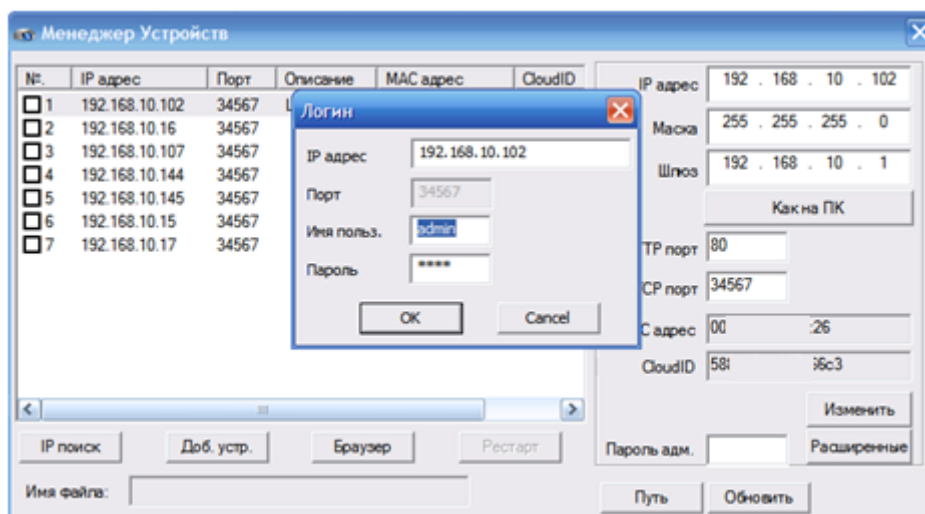 Менеджер Устройств
№. IP адрес Порт Описание MAC адрес CloudID
1 192.168.10.102 34567
2 192.168.10.16 34567
3 192.168.10.107 34567
4 192.168.10.144 34567
5 192.168.10.145 34567
6 192.168.10.15 34567
7 192.168.10.17 34567
Логин
IP адрес 192.168.10.102
Порт 34567
Имя польз. admin
Пароль ****
OK Cancel
IP адрес 192 . 168 . 10 . 102
Маска 255 . 255 . 255 . 0
Шлюз 192 . 168 . 10 . 1
Как на ПК
TP порт 80
CP порт 34567
C адрес 00 :26
CloudID 58 6c3
Изменить
Пароль адм. Расширенные
IP поиск Доб. устр. Браузер Рестарт
Имя файла:
Путь Обновить